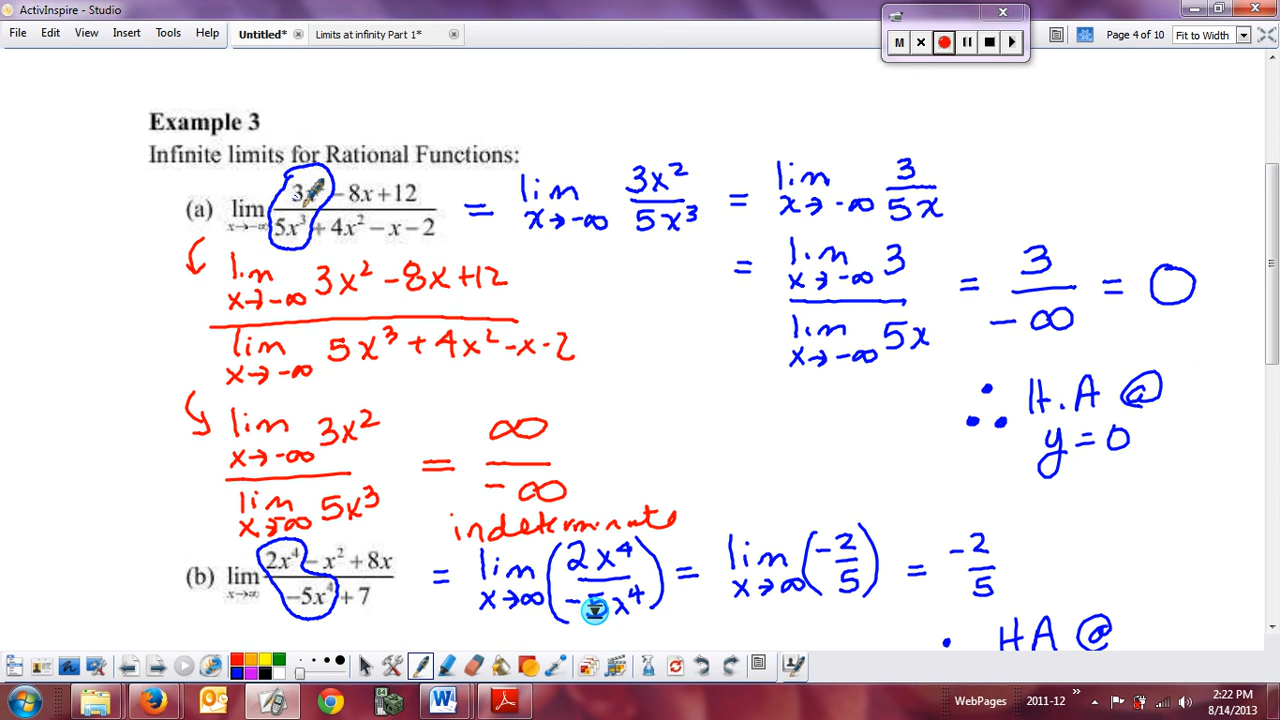 ActivInspire - Studio
File Edit View Insert Tools Help
Untitled* Limits at infinity Part 1*
M
Page 4 of 10 Fit to Width
Example 3
Infinite limits for Rational Functions:
(a) lim x→-∞ (3x² - 8x + 12)/(5x³ + 4x² - x - 2) = lim x→-∞ 3x²/5x³ = lim x→-∞ 3/5x
= lim x→-∞ 3 / lim x→-∞ 5x = 3/-∞ = 0
∴ H.A @
y = 0
lim x→-∞ 3x² - 8x + 12
lim x→-∞ 5x³ + 4x² - x - 2
lim x→-∞ 3x² / lim x→-∞ 5x³ = ∞/-∞
indeterminate
(b) lim x→∞ (2x⁴ - x² + 8x)/(-5x⁴ + 7) = lim x→∞ (2x⁴/-5x⁴) = lim x→∞ (-2/5) = -2/5
HA @
WebPages 2011-12 »
2:22 PM
8/14/2013